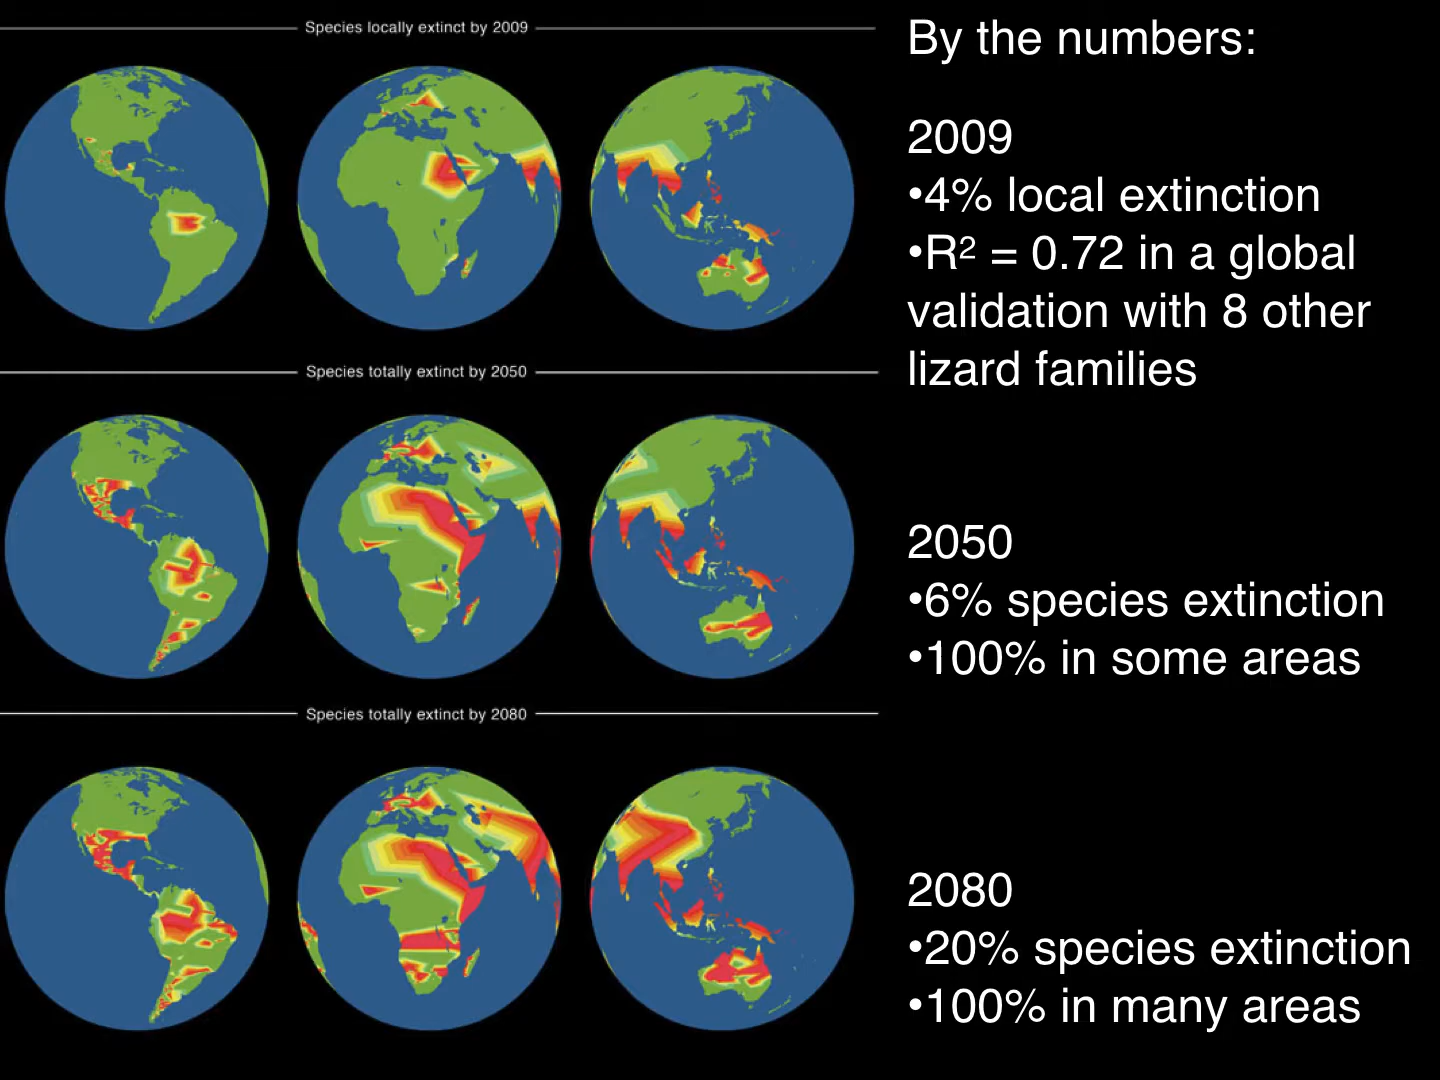 Species locally extinct by 2009
By the numbers:
2009
•4% local extinction
•R² = 0.72 in a global
validation with 8 other
lizard families
Species totally extinct by 2050
2050
•6% species extinction
•100% in some areas
Species totally extinct by 2080
2080
•20% species extinction
•100% in many areas